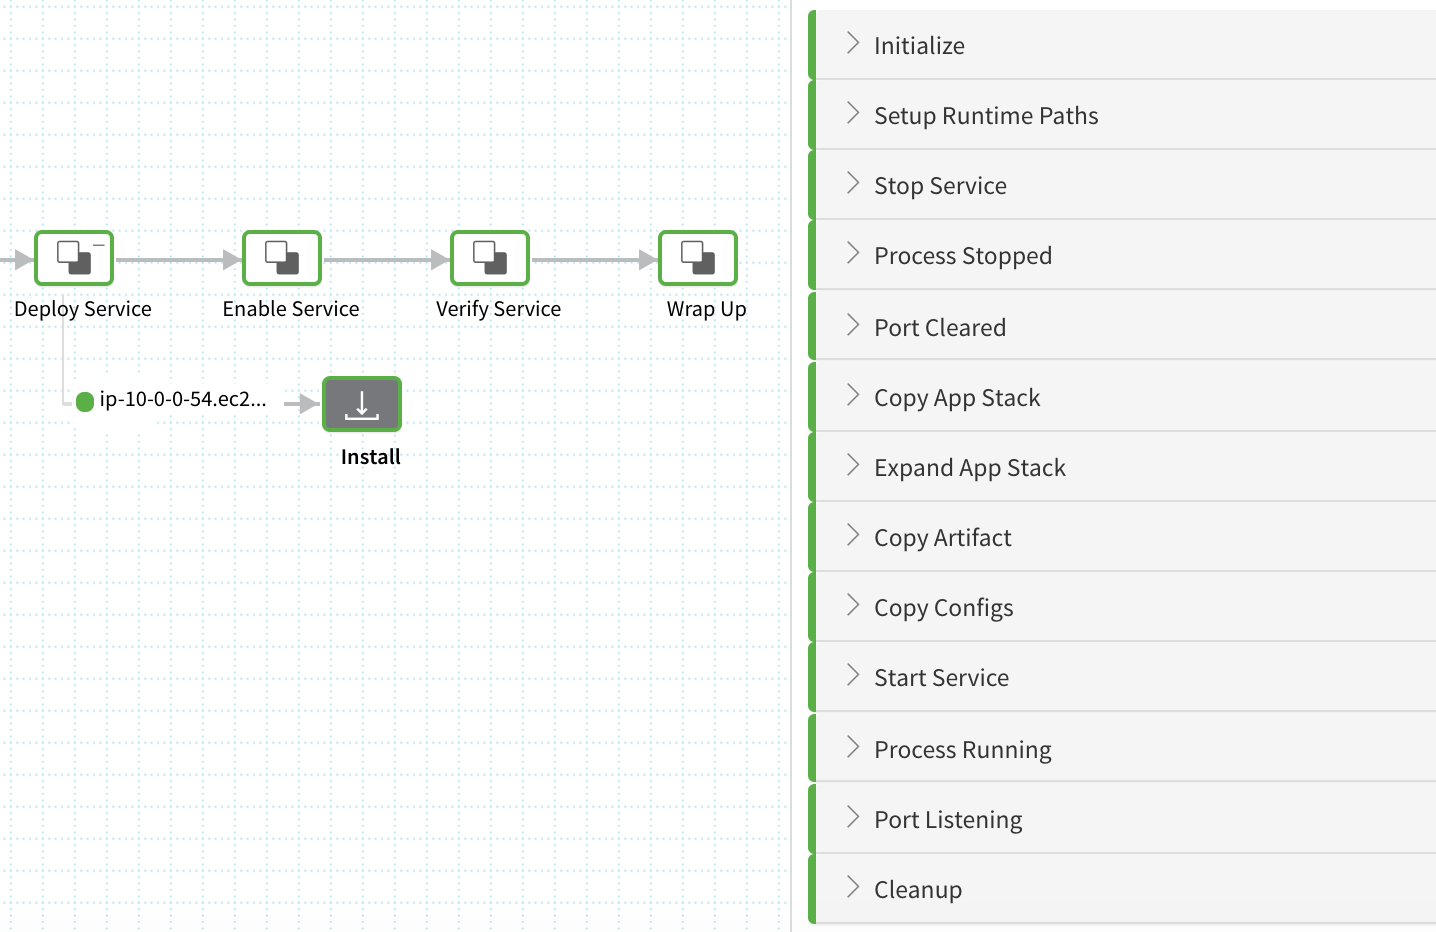 Deploy Service
Enable Service
Verify Service
Wrap Up
ip-10-0-0-54.ec2...
Install
Initialize
Setup Runtime Paths
Stop Service
Process Stopped
Port Cleared
Copy App Stack
Expand App Stack
Copy Artifact
Copy Configs
Start Service
Process Running
Port Listening
Cleanup